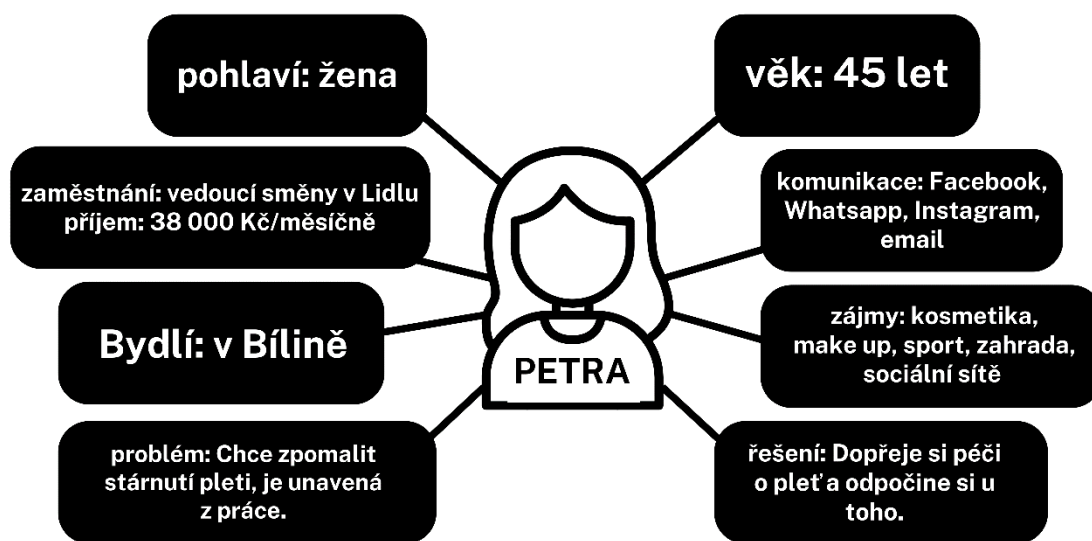 pohlaví: žena
věk: 45 let
zaměstnání: vedoucí směny v Lidlu
příjem: 38 000 Kč/měsíčně
komunikace: Facebook,
Whatsapp, Instagram,
email
Bydlí: v Bílině
zájmy: kosmetika,
make up, sport, zahrada,
sociální sítě
PETRA
problém: Chce zpomalit
stárnutí pleti, je unavená
z práce.
řešení: Dopřeje si péči
o pleť a odpočine si u
toho.